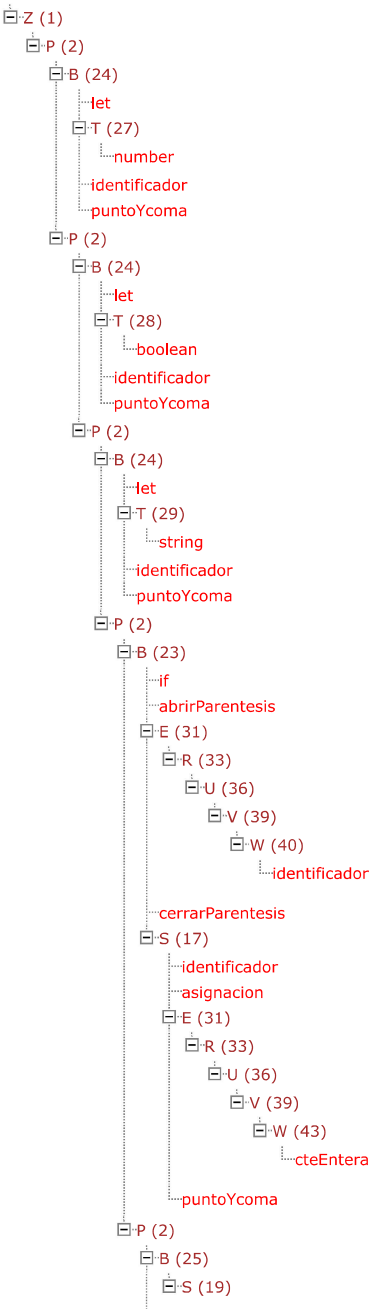 Z (1)
P (2)
B (24)
let
T (27)
number
identificador
puntoYcoma
P (2)
B (24)
let
T (28)
boolean
identificador
puntoYcoma
P (2)
B (24)
let
T (29)
string
identificador
puntoYcoma
P (2)
B (23)
if
abrirParentesis
E (31)
R (33)
U (36)
V (39)
W (40)
identificador
cerrarParentesis
S (17)
identificador
asignacion
E (31)
R (33)
U (36)
V (39)
W (43)
cteEntera
puntoYcoma
P (2)
B (25)
S (19)